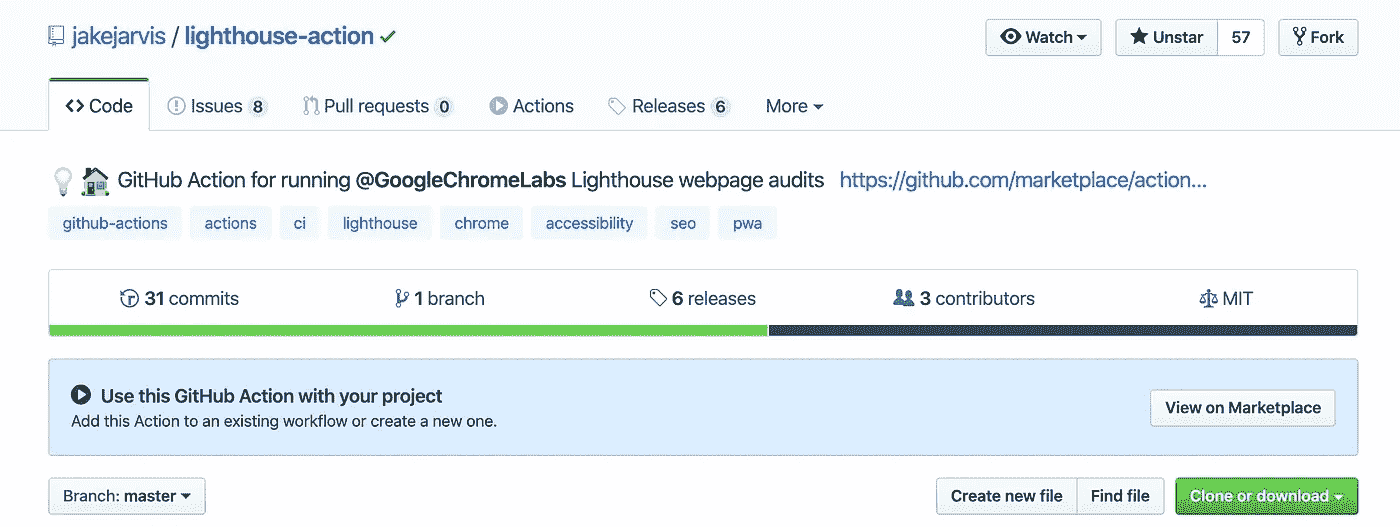 jakejarvis / lighthouse-action
Watch Unstar 57 Fork
Code Issues 8 Pull requests 0 Actions Releases 6 More
GitHub Action for running @GoogleChromeLabs Lighthouse webpage audits https://github.com/marketplace/action...
github-actions actions ci lighthouse chrome accessibility seo pwa
31 commits 1 branch 6 releases 3 contributors MIT
Use this GitHub Action with your project
Add this Action to an existing workflow or create a new one.
View on Marketplace
Branch: master Create new file Find file Clone or download